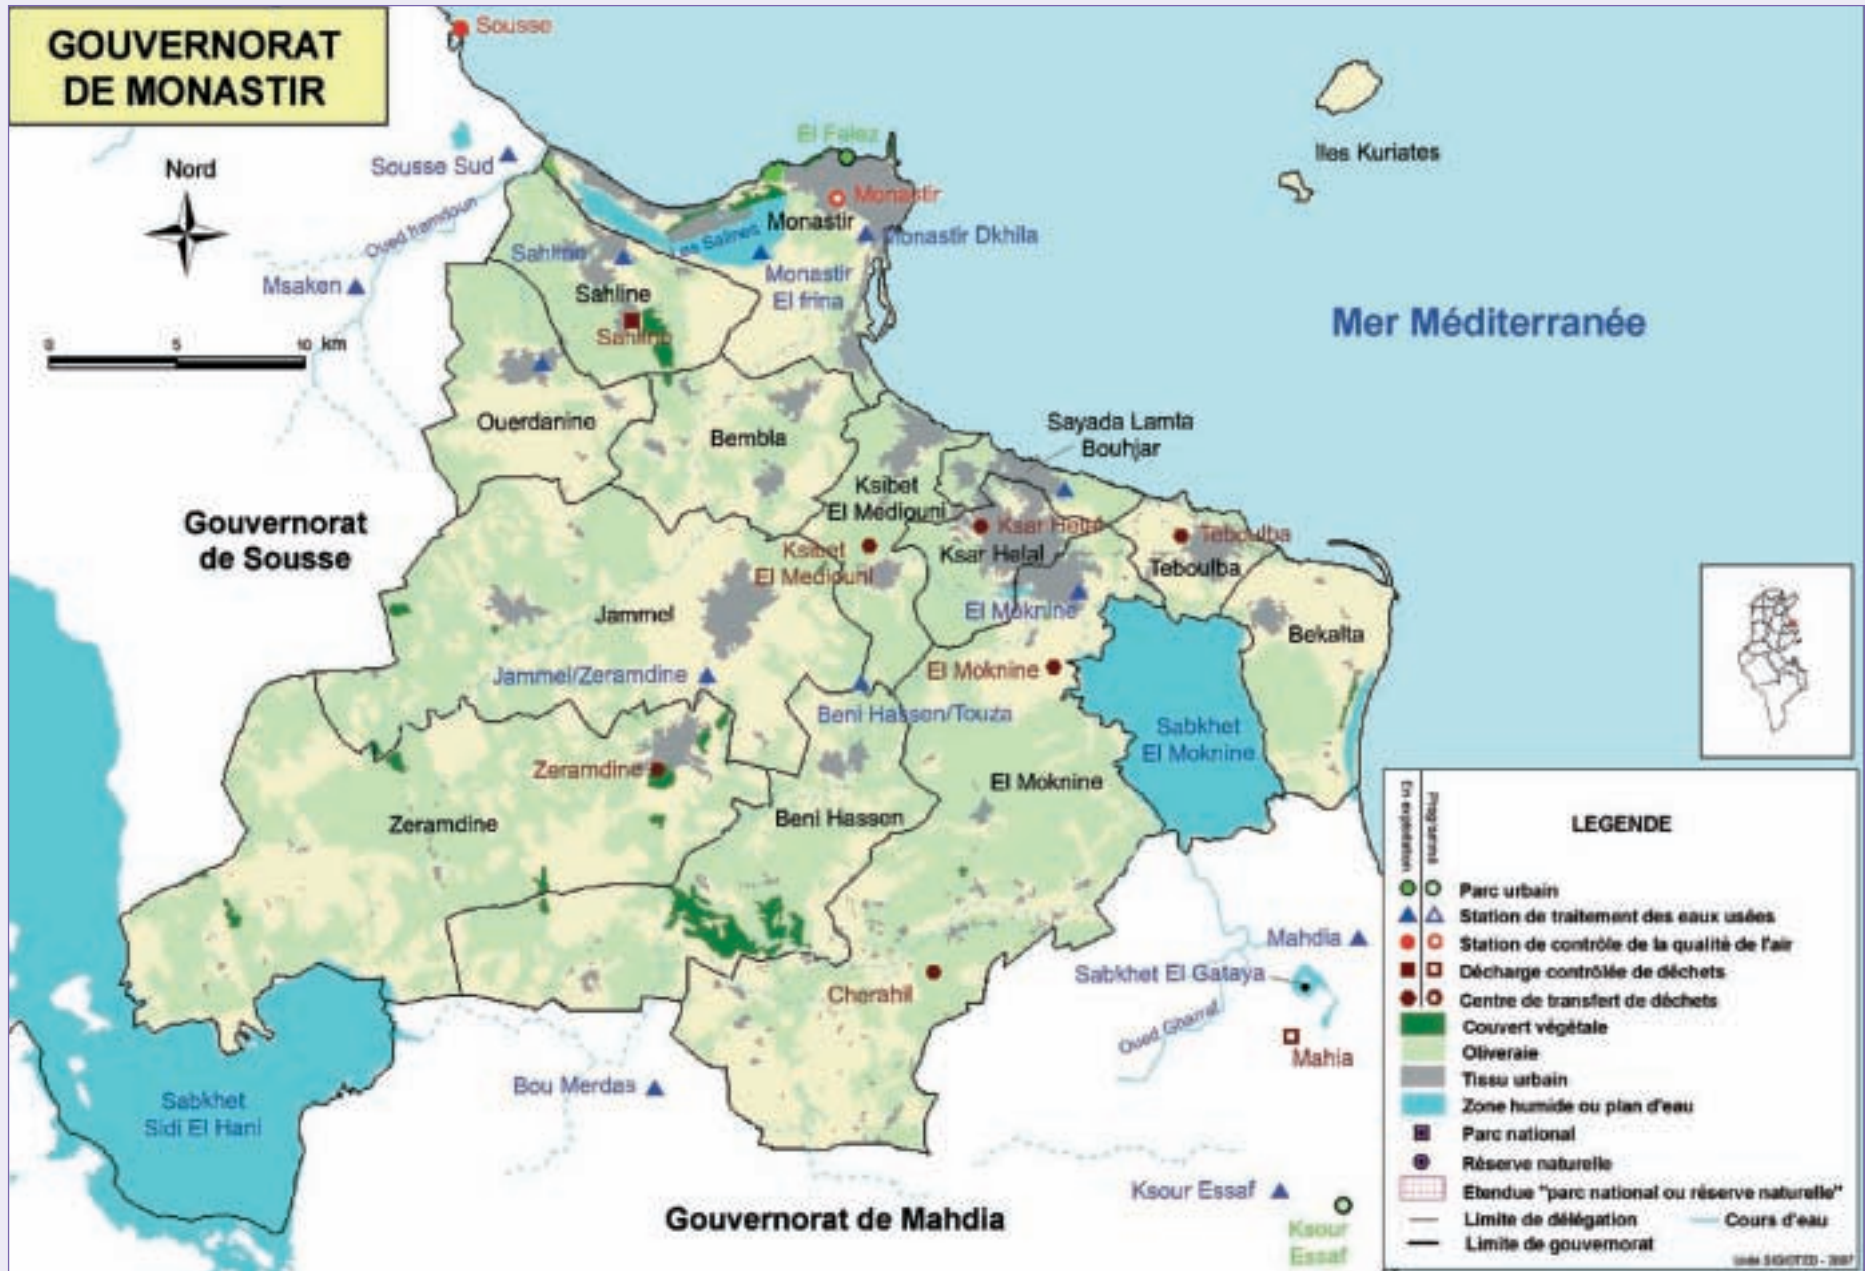 GOUVERNORAT
DE MONASTIR
Sousse
El Falez
Iles Kuriates
Nord
Sousse Sud
Monastir
Monastir
Oued hamdoun
Les Salines
Monastir Dkhila
Sahline
Msaken
Monastir
El frina
Sahline
Sahline
Mer Méditerranée
0 5 10 km
Ouerdanine
Bembla
Sayada Lamta
Bouhjar
Ksibet
El Mediouni
Gouvernorat
de Sousse
Ksar Helal
Teboulba
Ksibet
El Mediouni
Ksar Helal
Teboulba
Jammel
El Moknine
Bekalta
Jammel/Zeramdine
El Moknine
Beni Hassen/Touza
Sabkhet
El Moknine
Zeramdine
El Moknine
Zeramdine
Beni Hassen
Mahdia
Sabkhet El Gataya
Cherahil
Oued Gharraf
Mahia
Bou Merdas
Sabkhet
Sidi El Hani
Ksour Essaf
Gouvernorat de Mahdia
Ksour
Essaf
En exploitation
Programmé
LEGENDE
Parc urbain
Station de traitement des eaux usées
Station de contrôle de la qualité de l'air
Décharge contrôlée de déchets
Centre de transfert de déchets
Couvert végétale
Oliveraie
Tissu urbain
Zone humide ou plan d'eau
Parc national
Réserve naturelle
Etendue "parc national ou réserve naturelle"
Limite de délégation
Cours d'eau
Limite de gouvernorat